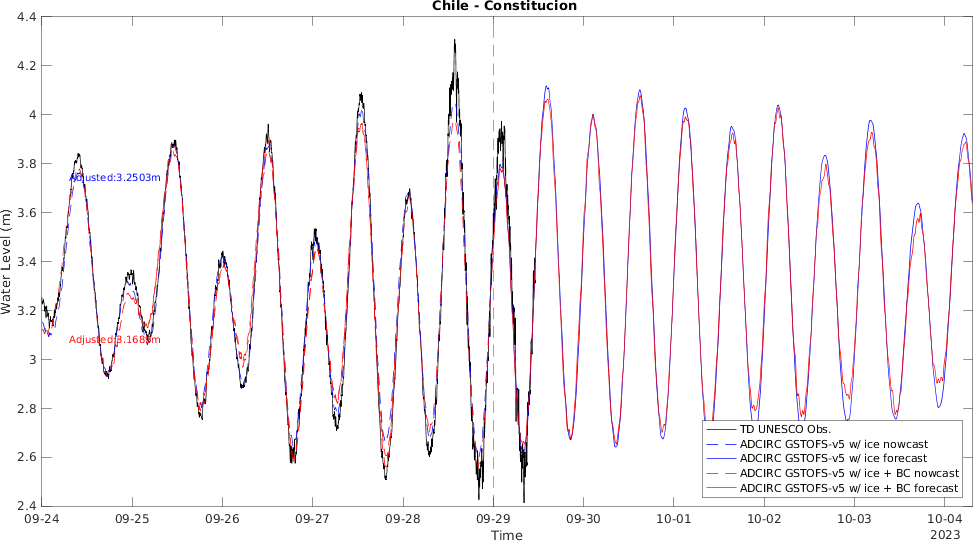 Chile - Constitucion
4.4
4.2
4
3.8
3.6
3.4
3.2
3
2.8
2.6
2.4
Water Level (m)
Adjusted:3.2503m
Adjusted:3.1683m
TD UNESCO Obs.
ADCIRC GSTOFS-v5 w/ ice nowcast
ADCIRC GSTOFS-v5 w/ ice forecast
ADCIRC GSTOFS-v5 w/ ice + BC nowcast
ADCIRC GSTOFS-v5 w/ ice + BC forecast
09-24 09-25 09-26 09-27 09-28 09-29 09-30 10-01 10-02 10-03 10-04
Time
2023